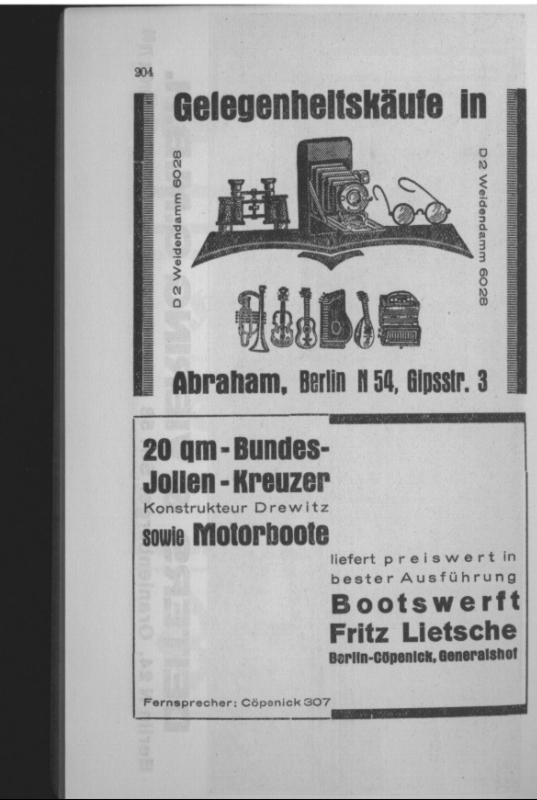 204
Gelegenheitskäufe in
D 2 Weidendamm 6028
D 2 Weidendamm 6028
Abraham, Berlin N 54, Gipsstr. 3
20 qm - Bundes-
Jollen - Kreuzer
Konstrukteur Drewitz
sowie Motorboote
liefert preiswert in
bester Ausführung
Bootswerft
Fritz Lietsche
Berlin-Cöpenick, Generalshof
Fernsprecher: Cöpenick 307